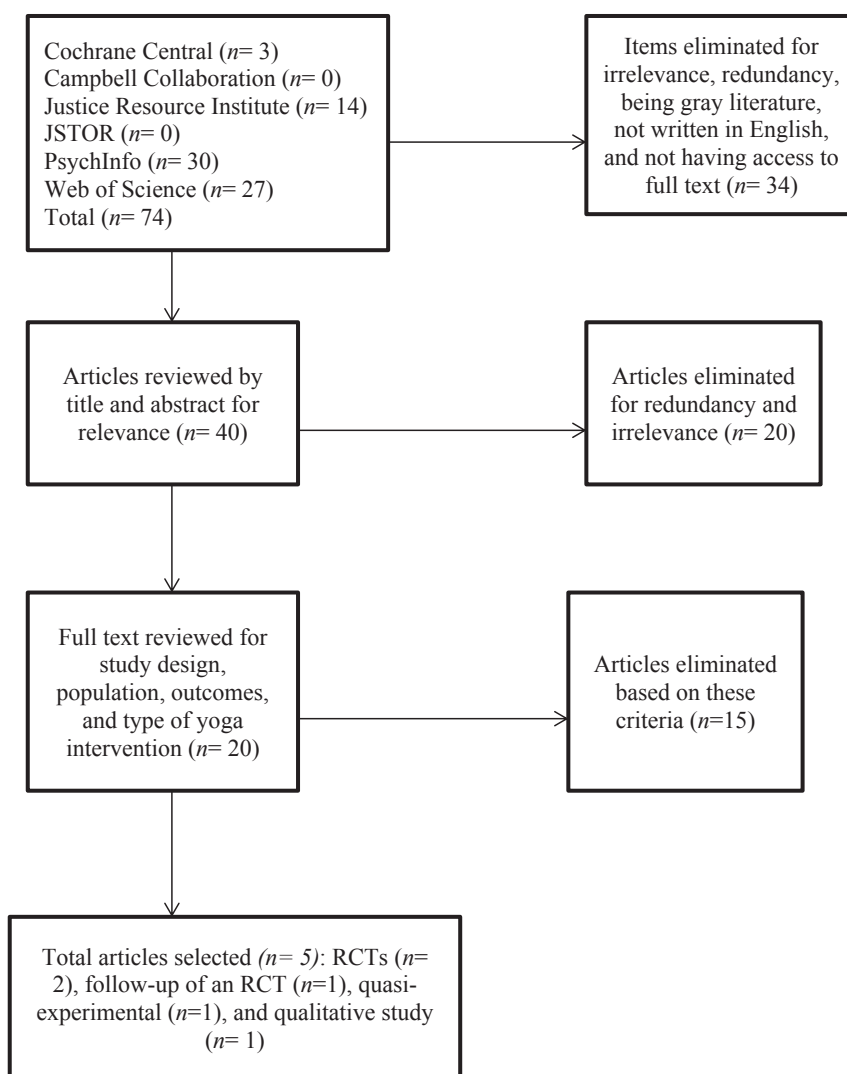 Cochrane Central (n= 3)
Campbell Collaboration (n= 0)
Justice Resource Institute (n= 14)
JSTOR (n= 0)
PsychInfo (n= 30)
Web of Science (n= 27)
Total (n= 74)
Items eliminated for
irrelevance, redundancy,
being gray literature,
not written in English,
and not having access to
full text (n= 34)
Articles reviewed by
title and abstract for
relevance (n= 40)
Articles eliminated
for redundancy and
irrelevance (n= 20)
Full text reviewed for
study design,
population, outcomes,
and type of yoga
intervention (n= 20)
Articles eliminated
based on these
criteria (n=15)
Total articles selected (n= 5): RCTs (n=
2), follow-up of an RCT (n=1), quasi-
experimental (n=1), and qualitative study
(n= 1)